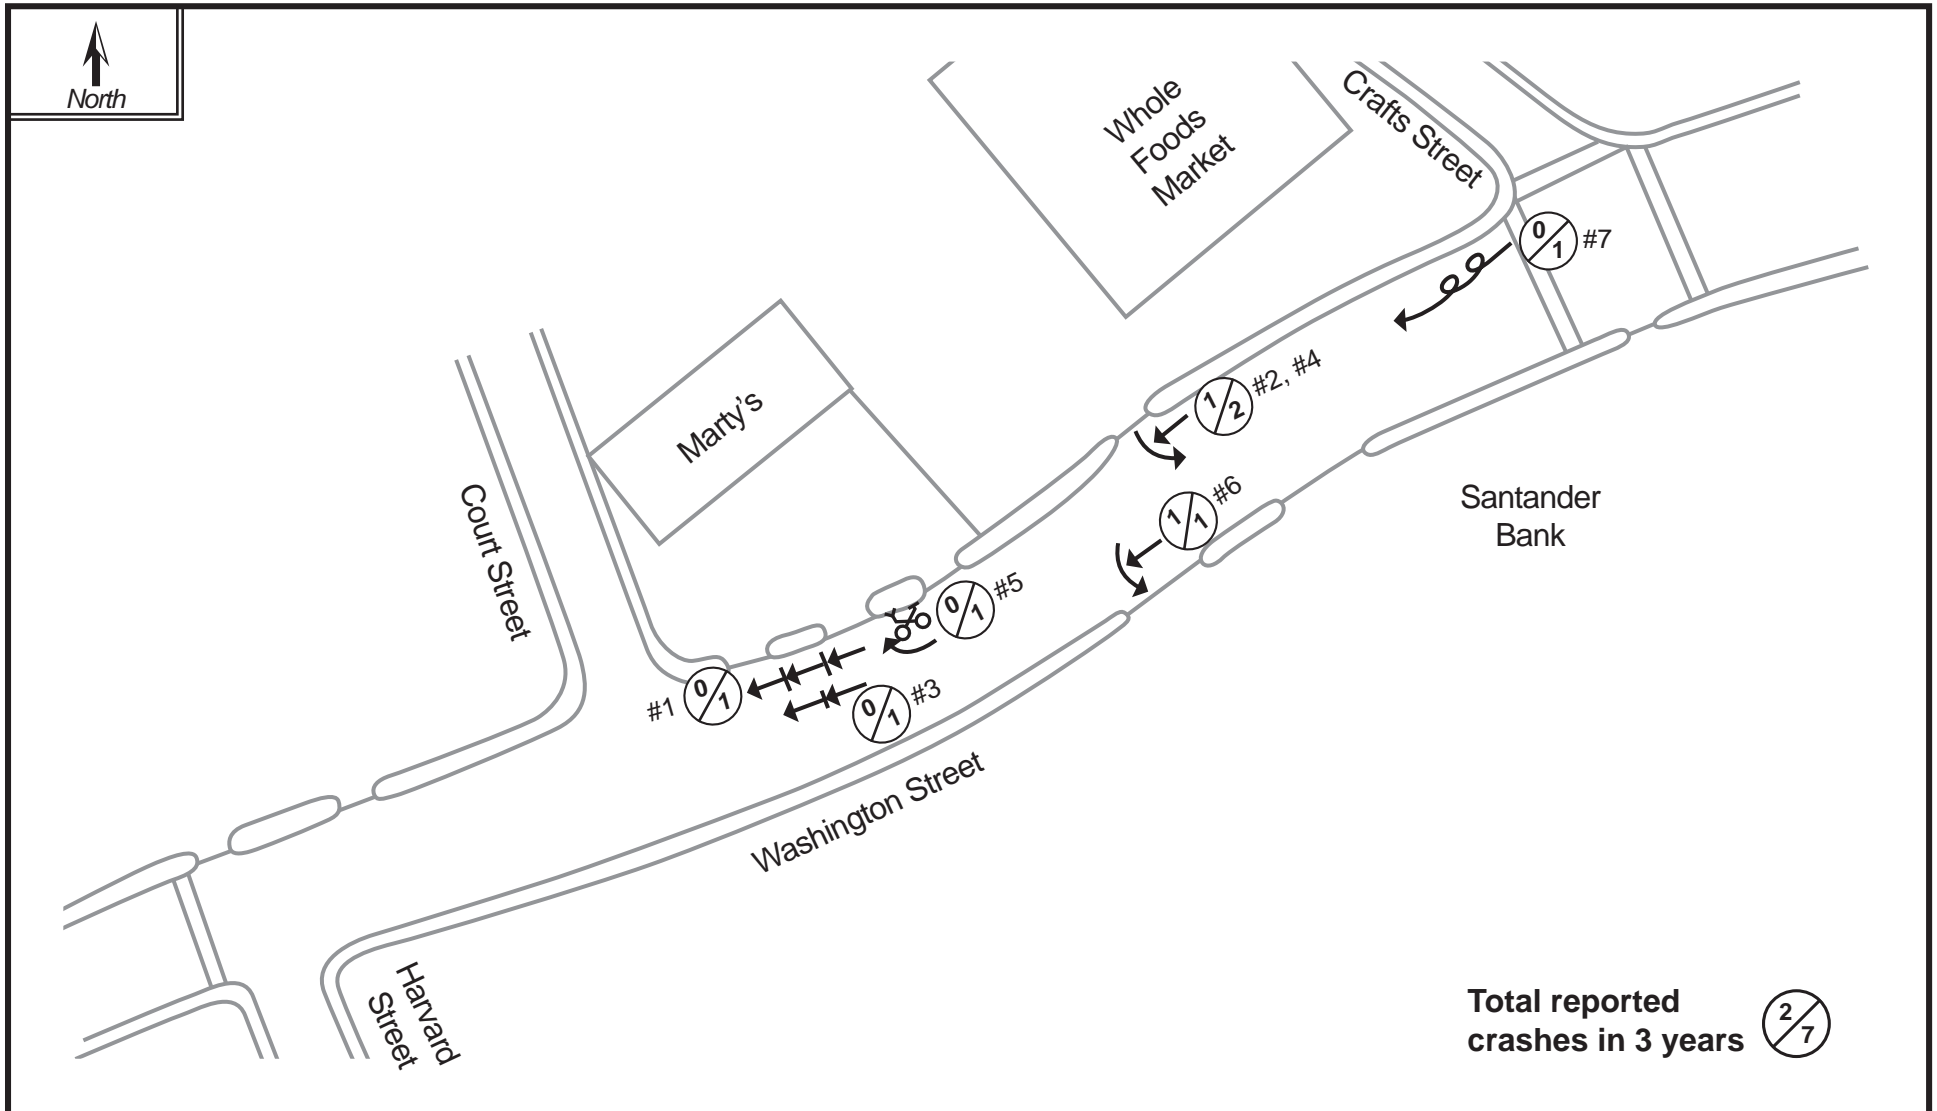 North
Whole
Foods
Market
Crafts Street
0/1 #7
1/2 #2, #4
Marty's
Court Street
1/1 #6
Santander
Bank
0/1 #5
#1 0/1
0/1 #3
Washington Street
Harvard
Street
Total reported
crashes in 3 years
2/7